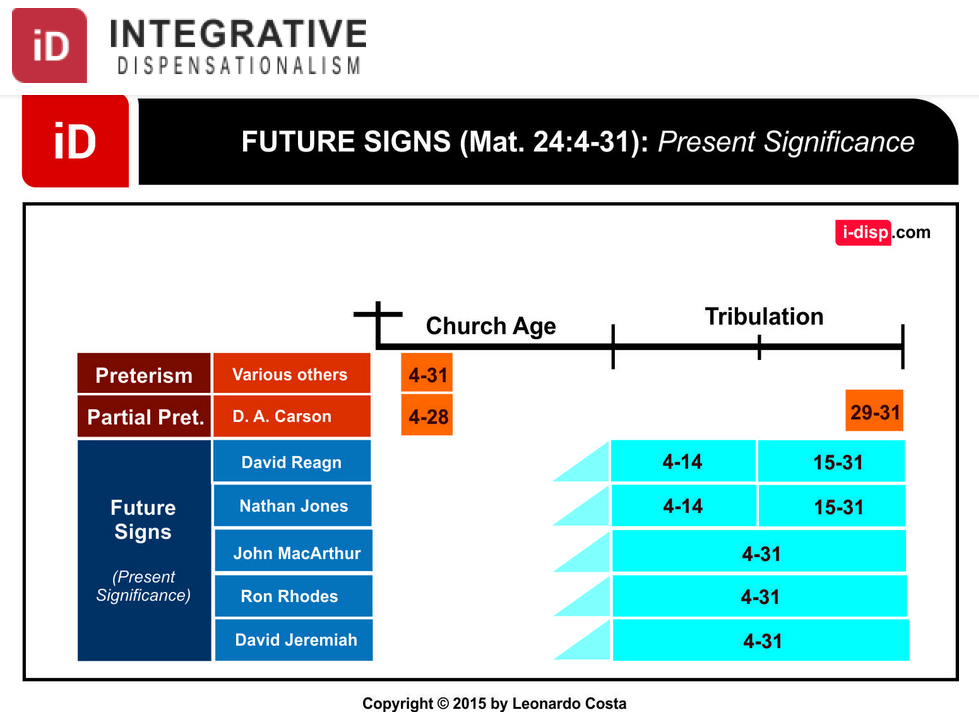 iD INTEGRATIVE
DISPENSATIONALISM
iD
FUTURE SIGNS (Mat. 24:4-31): Present Significance
i-disp.com
Church Age
Tribulation
Preterism Various others 4-31
Partial Pret. D. A. Carson 4-28 29-31
Future
Signs
(Present
Significance)
David Reagn 4-14 15-31
Nathan Jones 4-14 15-31
John MacArthur 4-31
Ron Rhodes 4-31
David Jeremiah 4-31
Copyright © 2015 by Leonardo Costa